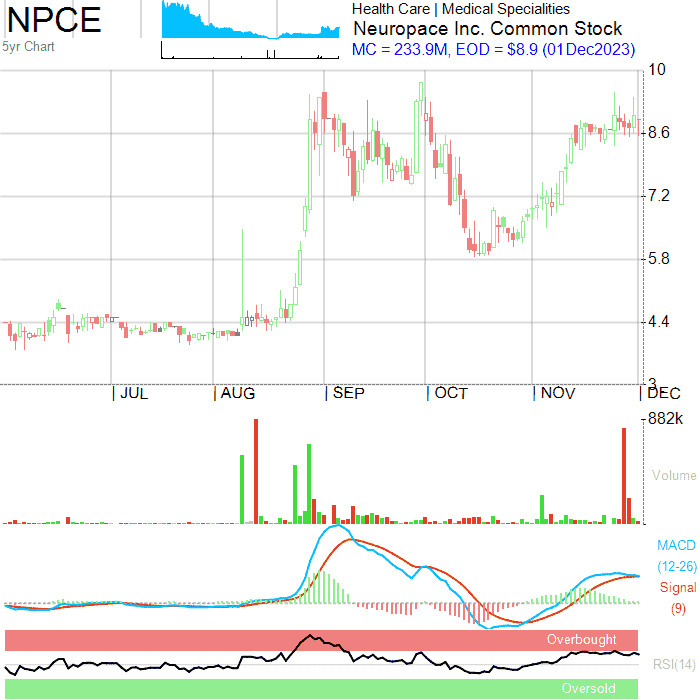 NPCE
5yr Chart
Health Care | Medical Specialities
Neuropace Inc. Common Stock
MC = 233.9M, EOD = $8.9 (01Dec2023)
10
8.6
7.2
5.8
4.4
3
| JUL | AUG | SEP | OCT | NOV | DEC
882k
Volume
MACD
(12-26)
Signal
(9)
Overbought
RSI(14)
Oversold